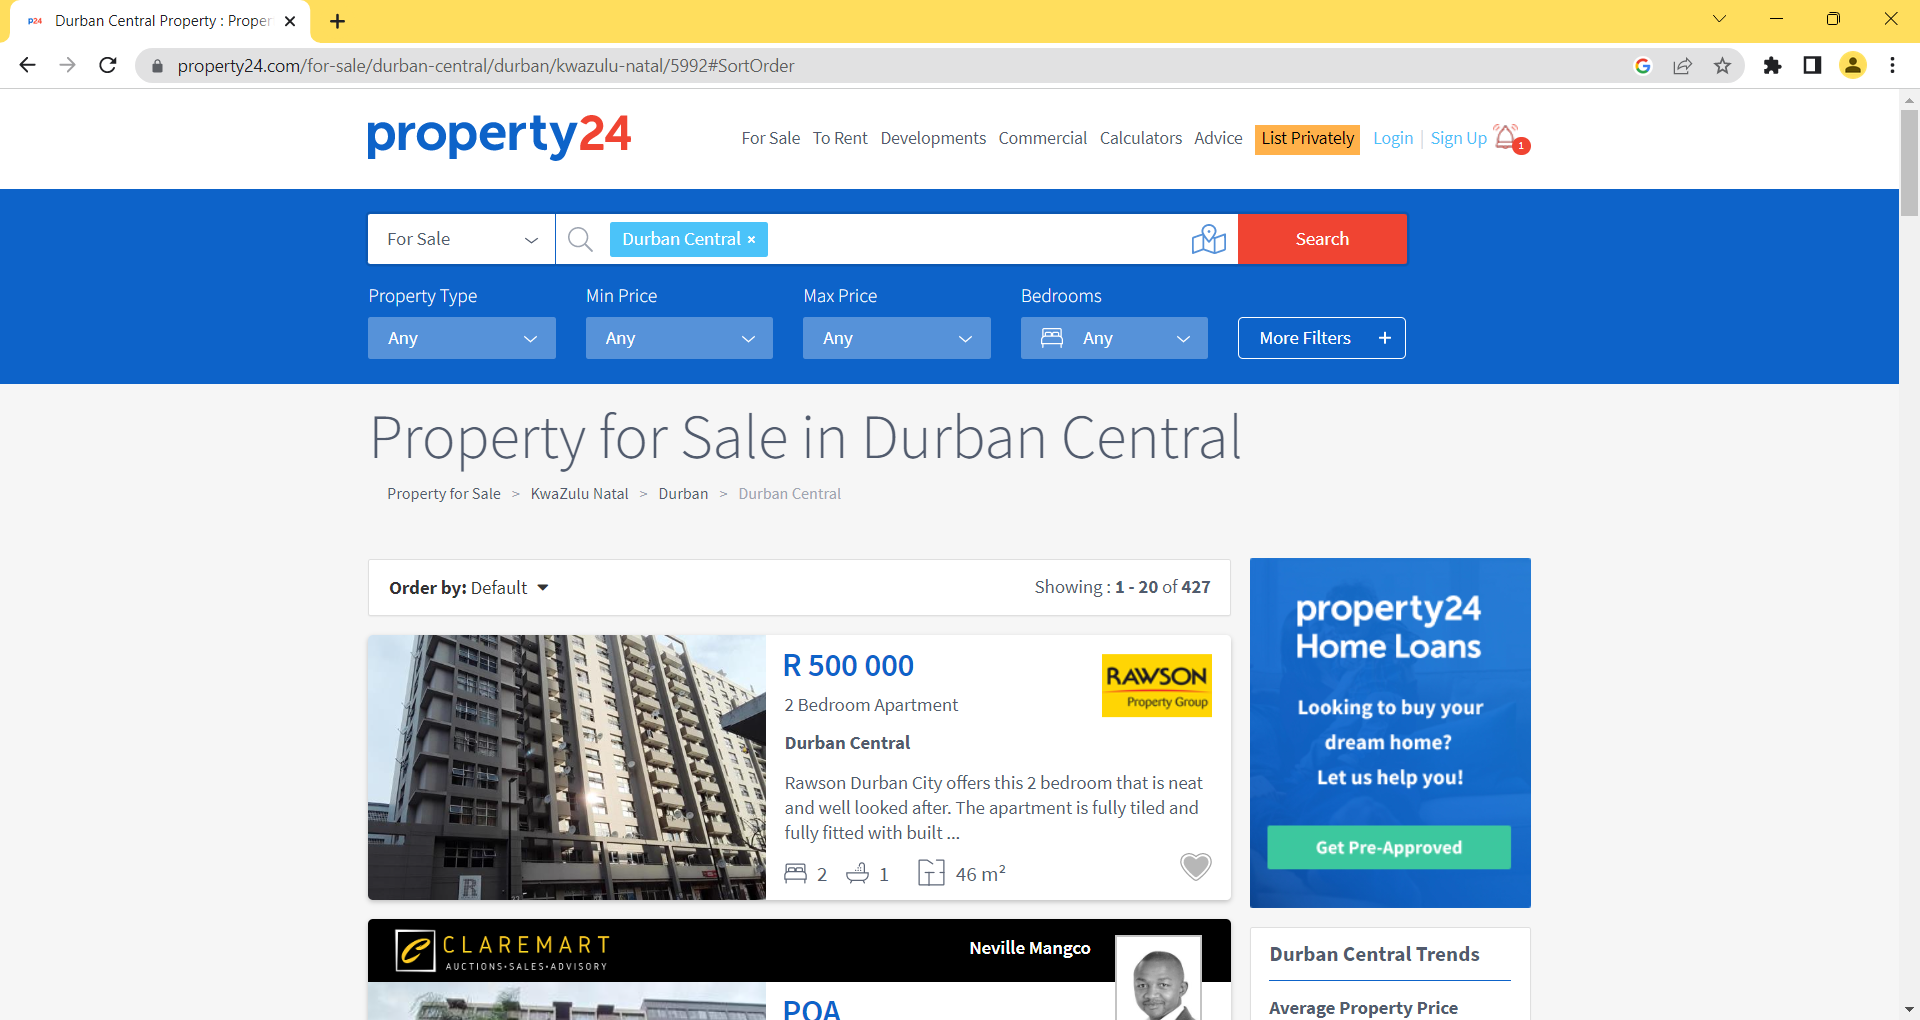 p24 Durban Central Property : Proper
property24.com/for-sale/durban-central/durban/kwazulu-natal/5992#SortOrder
property24
For Sale To Rent Developments Commercial Calculators Advice List Privately Login | Sign Up 1
For Sale
Durban Central ×
Search
Property Type
Min Price
Max Price
Bedrooms
Any
Any
Any
Any
More Filters +
Property for Sale in Durban Central
Property for Sale > KwaZulu Natal > Durban > Durban Central
Order by: Default
Showing : 1 - 20 of 427
R 500 000
2 Bedroom Apartment
Durban Central
Rawson Durban City offers this 2 bedroom that is neat
and well looked after. The apartment is fully tiled and
fully fitted with built ...
2 1 46 m²
RAWSON
Property Group
R
CLAREMART
AUCTIONS•SALES•ADVISORY
Neville Mangco
POA
property24
Home Loans
Looking to buy your
dream home?
Let us help you!
Get Pre-Approved
Durban Central Trends
Average Property Price